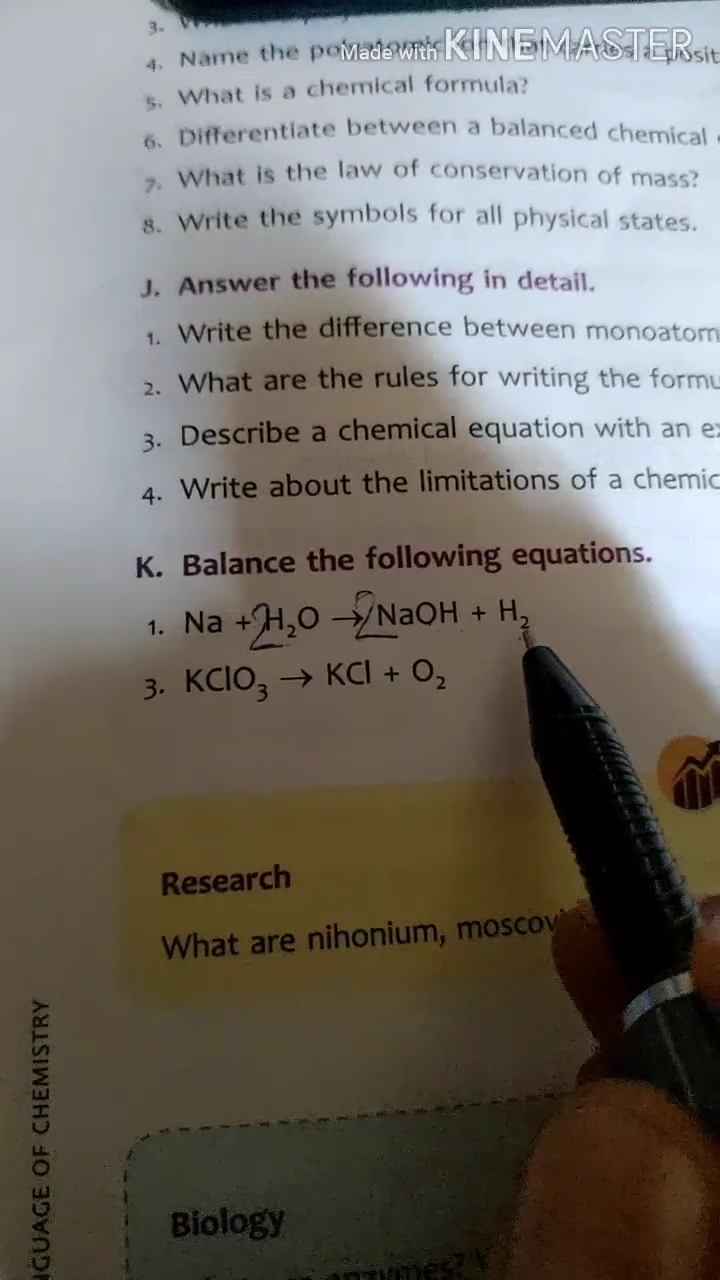 3.
Made with KINEMASTER
4. Name the
5. What is a chemical formula?
6. Differentiate between a balanced chemical
7. What is the law of conservation of mass?
8. Write the symbols for all physical states.
J. Answer the following in detail.
1. Write the difference between monoatom
2. What are the rules for writing the formu
3. Describe a chemical equation with an e
4. Write about the limitations of a chemic
K. Balance the following equations.
1. Na + 2H₂O → 2NaOH + H₂
3. KClO₃ → KCl + O₂
Research
What are nihonium, moscov
NGUAGE OF CHEMISTRY
Biology
enzymes?